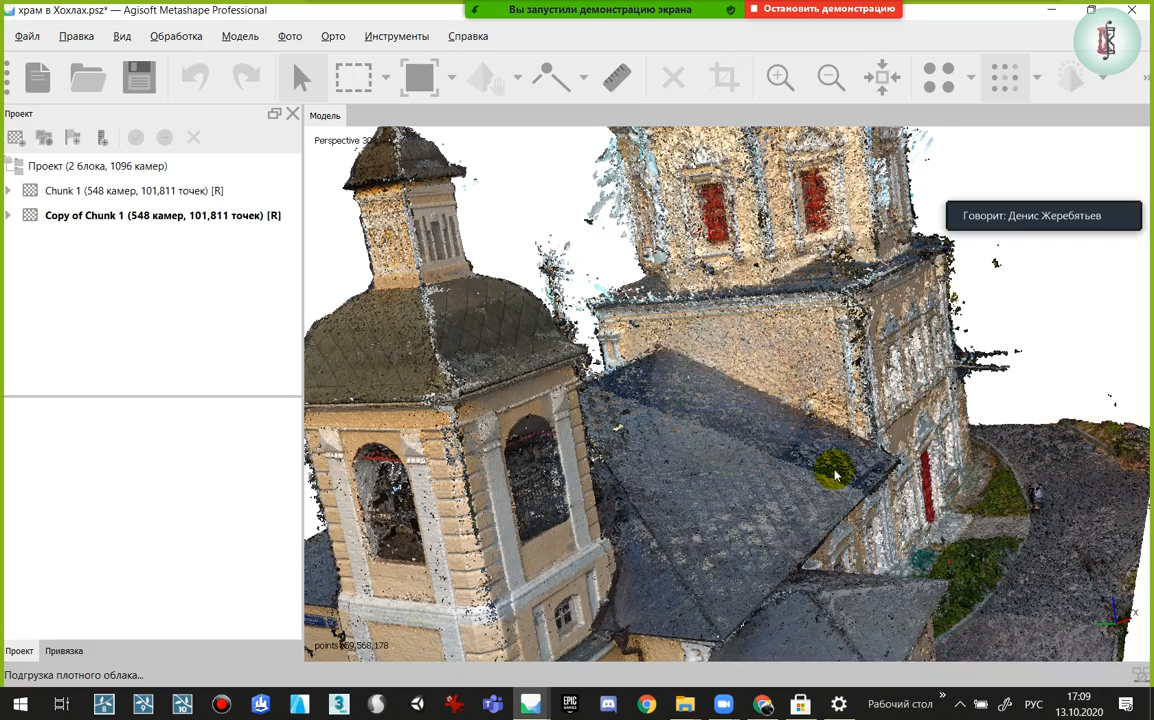 храм в Хохлах.psz* — Agisoft Metashape Professional
Вы запустили демонстрацию экрана
Остановить демонстрацию
Файл Правка Вид Обработка Модель Фото Орто Инструменты Справка
Проект
Модель
Perspective 30°
Проект (2 блока, 1096 камер)
Chunk 1 (548 камер, 101,811 точек) [R]
Copy of Chunk 1 (548 камер, 101,811 точек) [R]
Говорит: Денис Жеребятьев
X
Проект Привязка
Подгрузка плотного облака...
Рабочий стол
РУС
17:09
13.10.2020